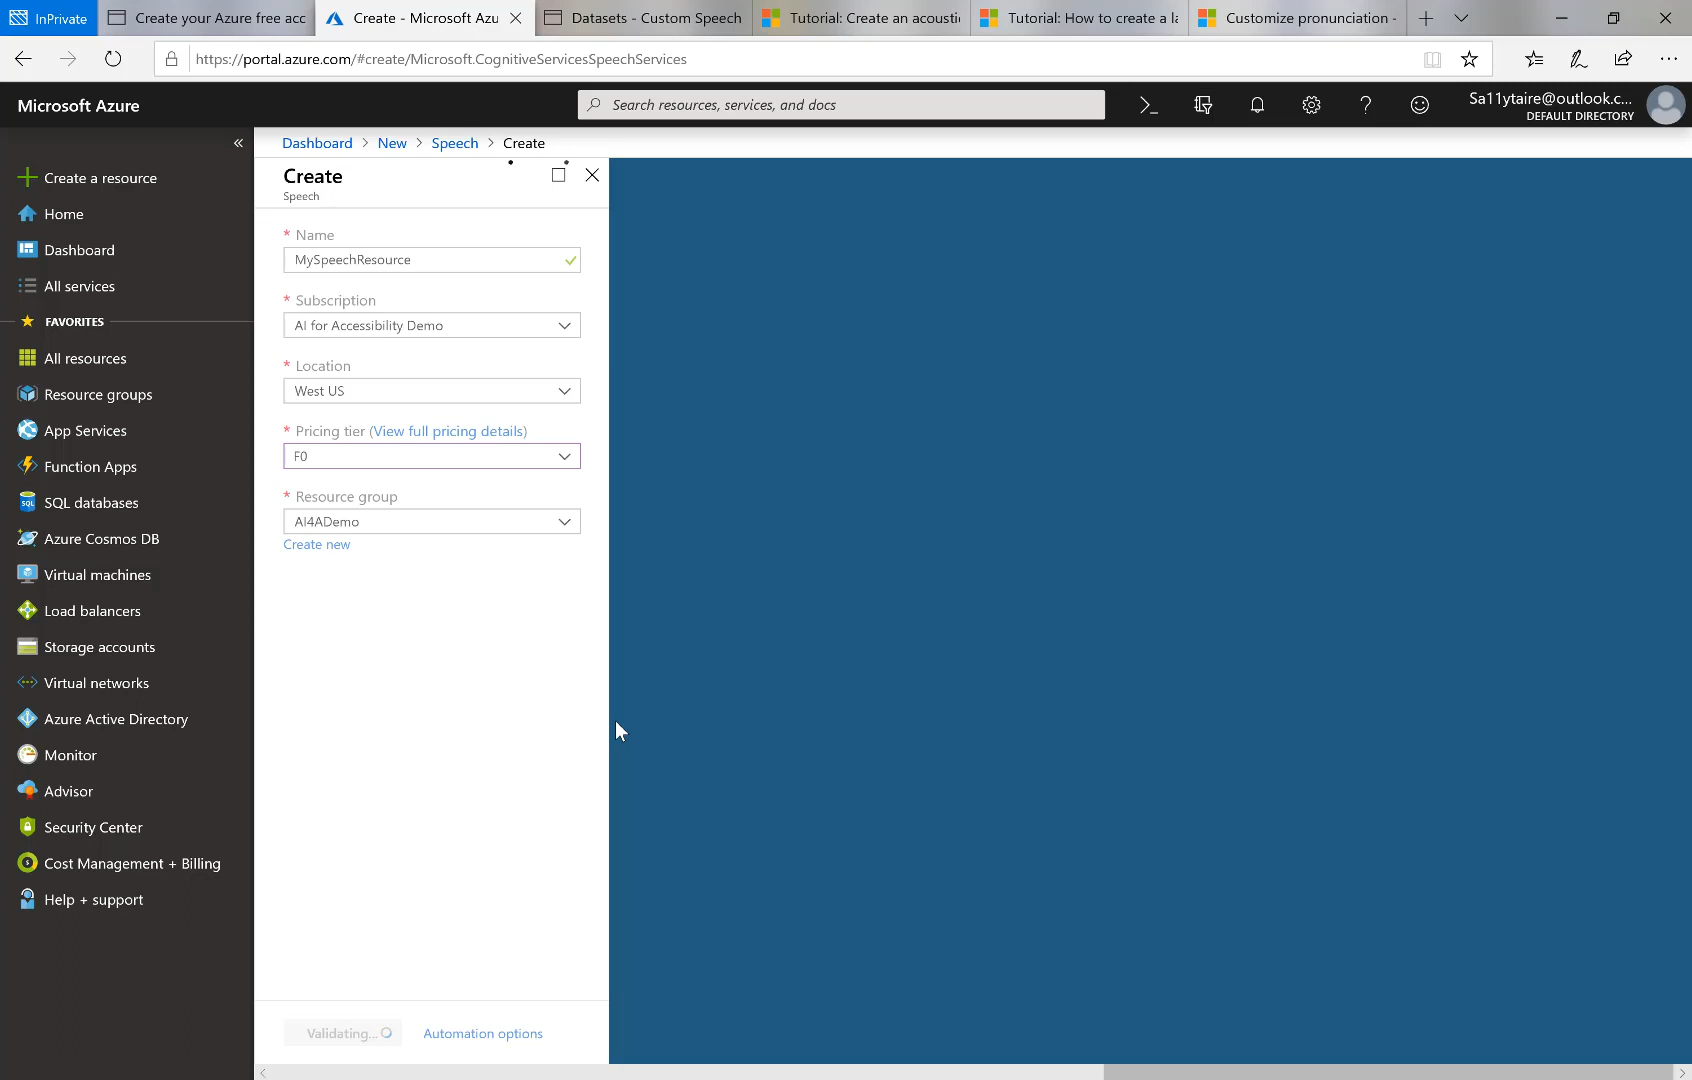 InPrivate
Create your Azure free acc
Create - Microsoft Azu
Datasets - Custom Speech
Tutorial: Create an acousti
Tutorial: How to create a la
Customize pronunciation -
https://portal.azure.com/#create/Microsoft.CognitiveServicesSpeechServices
Microsoft Azure
Search resources, services, and docs
Sa11ytaire@outlook.c...
DEFAULT DIRECTORY
Dashboard > New > Speech > Create
Create a resource
Home
Dashboard
All services
FAVORITES
All resources
Resource groups
App Services
Function Apps
SQL databases
Azure Cosmos DB
Virtual machines
Load balancers
Storage accounts
Virtual networks
Azure Active Directory
Monitor
Advisor
Security Center
Cost Management + Billing
Help + support
Create
Speech
* Name
MySpeechResource
* Subscription
AI for Accessibility Demo
* Location
West US
* Pricing tier (View full pricing details)
F0
* Resource group
AI4ADemo
Create new
Validating...
Automation options